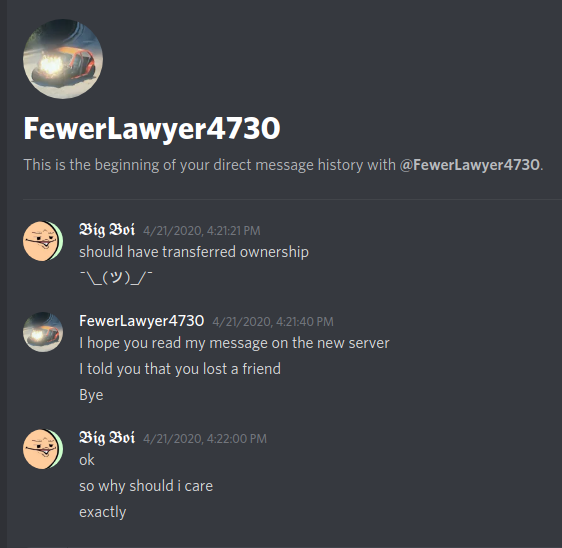 FewerLawyer4730
This is the beginning of your direct message history with @FewerLawyer4730.
𝕭𝖎𝖌 𝕭𝖔𝖎 4/21/2020, 4:21:21 PM
should have transferred ownership
¯\_(ツ)_/¯
FewerLawyer4730 4/21/2020, 4:21:40 PM
I hope you read my message on the new server
I told you that you lost a friend
Bye
𝕭𝖎𝖌 𝕭𝖔𝖎 4/21/2020, 4:22:00 PM
ok
so why should i care
exactly